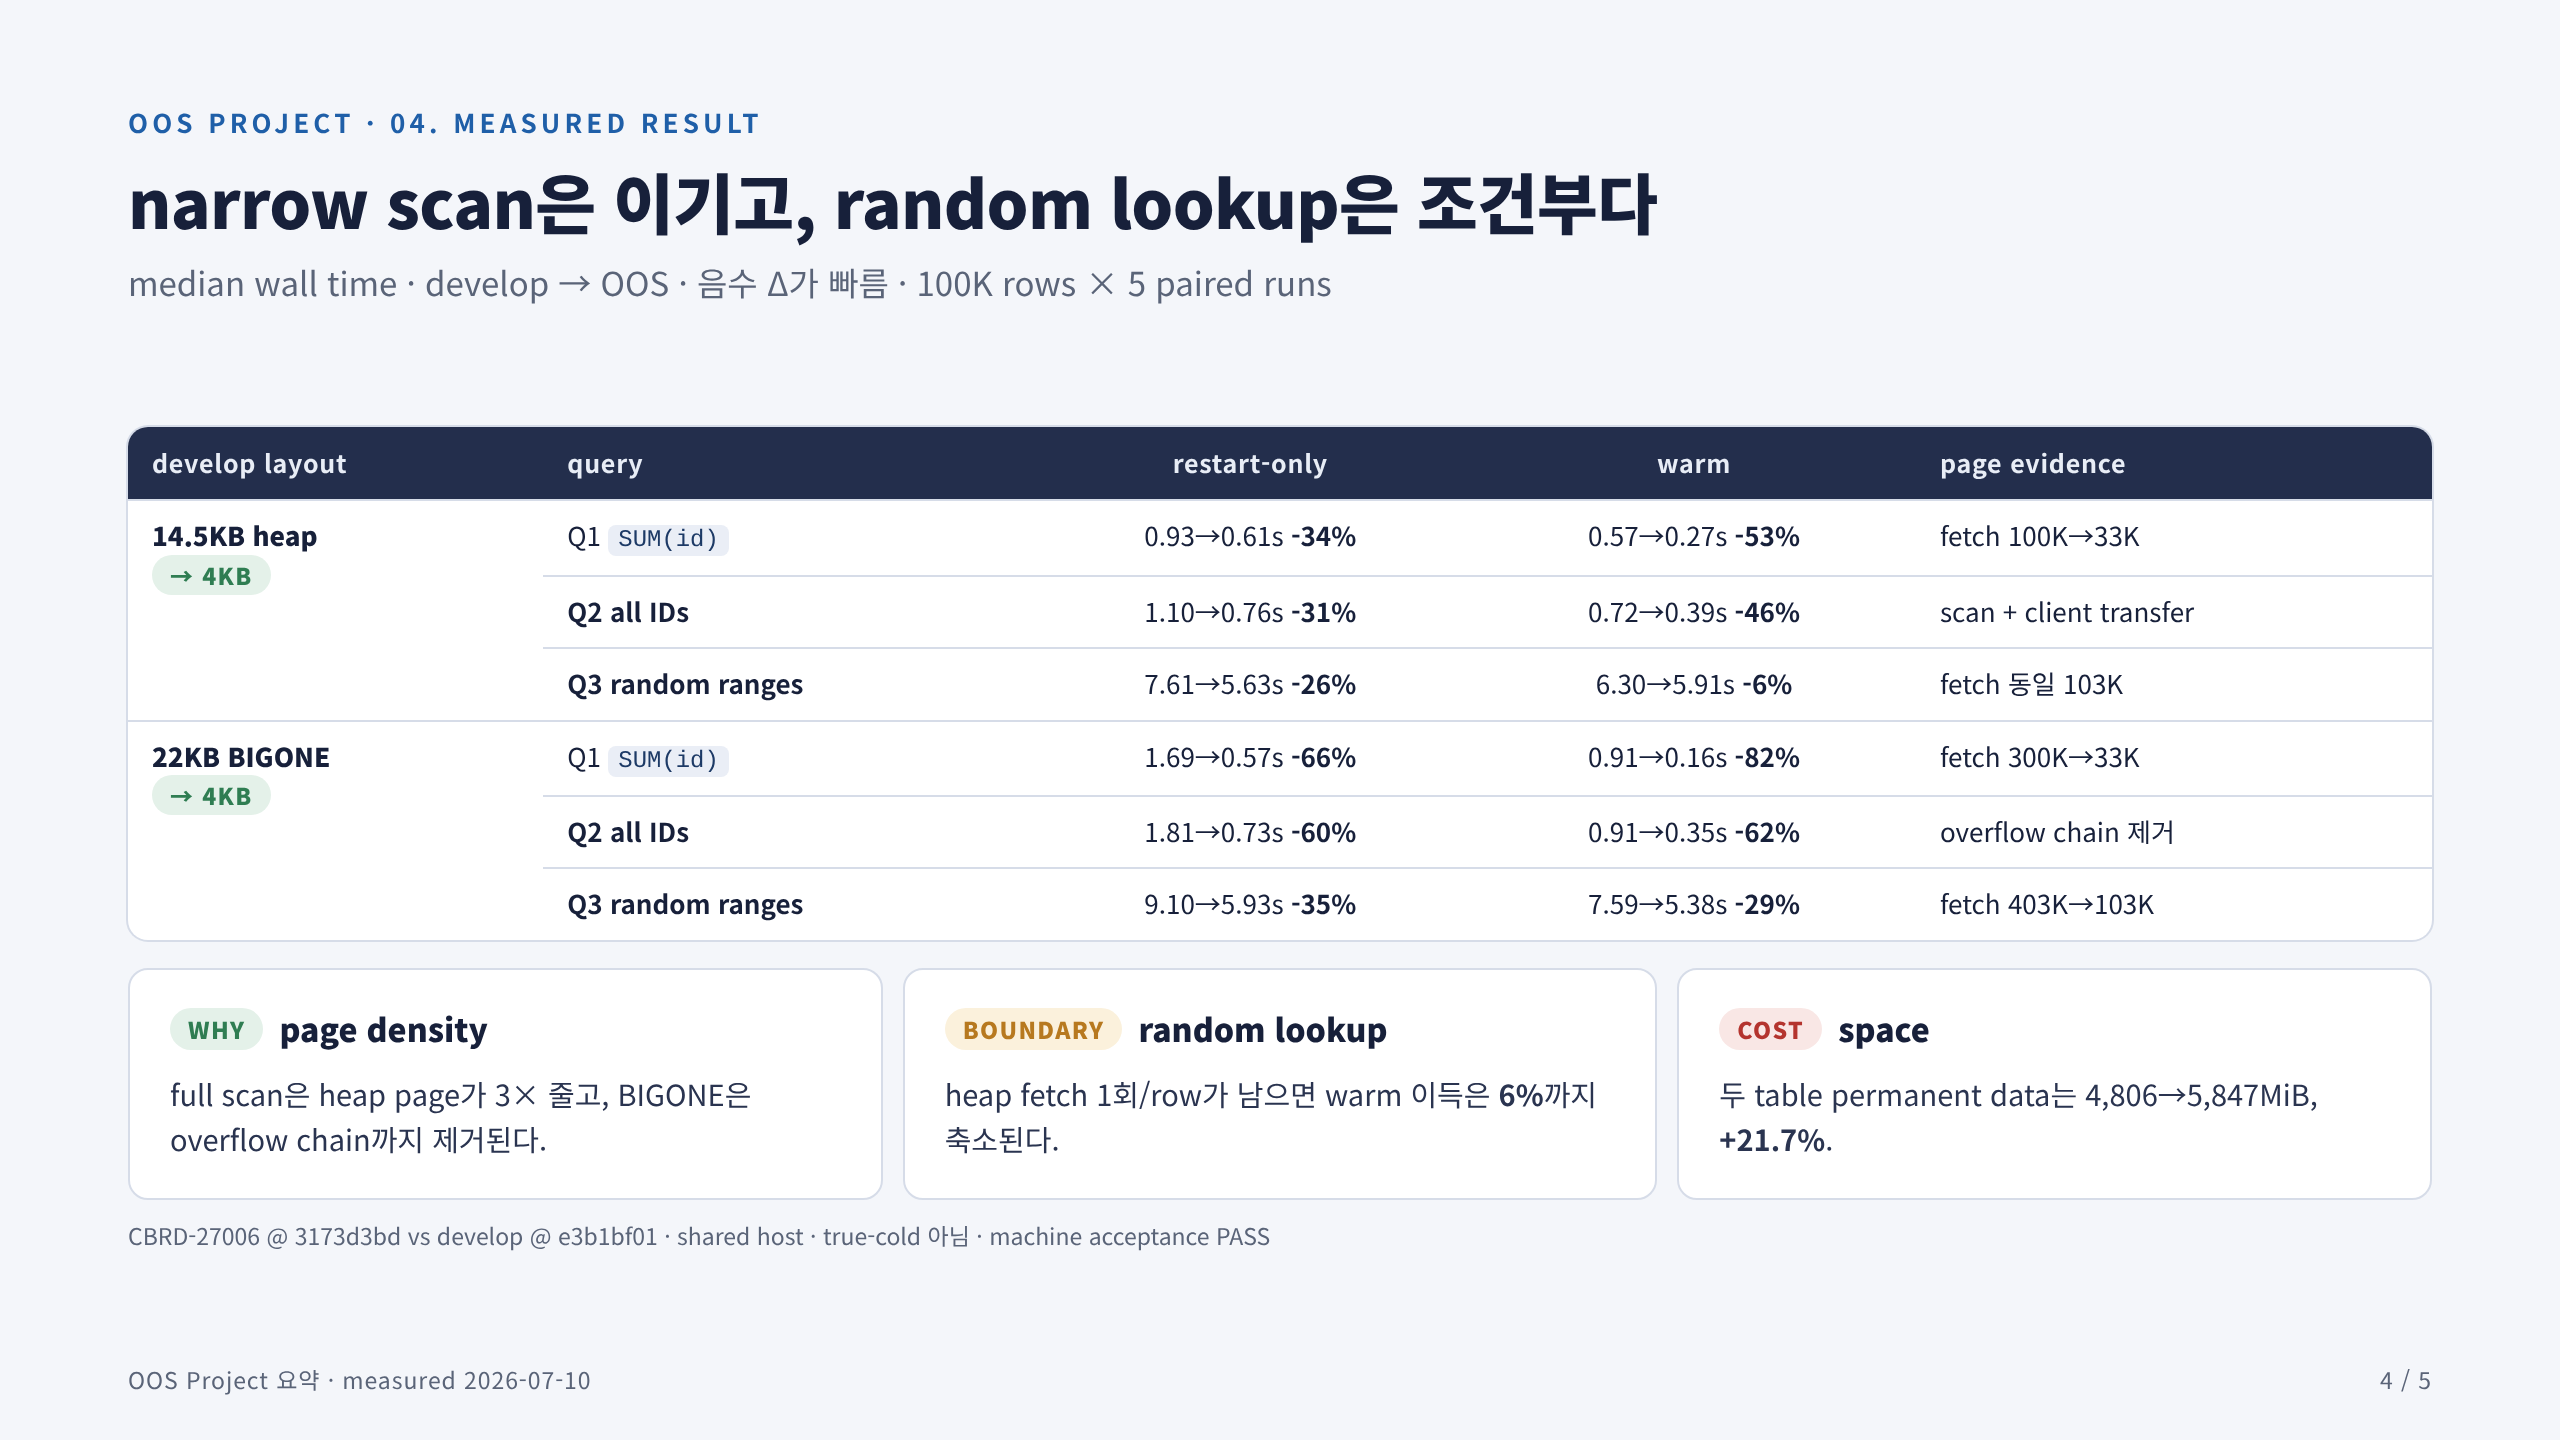 OOS PROJECT · 04. MEASURED RESULT
narrow scan은 이기고, random lookup은 조건부다
median wall time · develop → OOS · 음수 Δ가 빠름 · 100K rows × 5 paired runs
develop layout query restart-only warm page evidence
14.5KB heap Q1 SUM(id) 0.93→0.61s -34% 0.57→0.27s -53% fetch 100K→33K
→ 4KB
Q2 all IDs 1.10→0.76s -31% 0.72→0.39s -46% scan + client transfer
Q3 random ranges 7.61→5.63s -26% 6.30→5.91s -6% fetch 동일 103K
22KB BIGONE Q1 SUM(id) 1.69→0.57s -66% 0.91→0.16s -82% fetch 300K→33K
→ 4KB
Q2 all IDs 1.81→0.73s -60% 0.91→0.35s -62% overflow chain 제거
Q3 random ranges 9.10→5.93s -35% 7.59→5.38s -29% fetch 403K→103K
WHY page density
full scan은 heap page가 3× 줄고, BIGONE은
overflow chain까지 제거된다.
BOUNDARY random lookup
heap fetch 1회/row가 남으면 warm 이득은 6%까지
축소된다.
COST space
두 table permanent data는 4,806→5,847MiB,
+21.7%.
CBRD-27006 @ 3173d3bd vs develop @ e3b1bf01 · shared host · true-cold 아님 · machine acceptance PASS
OOS Project 요약 · measured 2026-07-10
4 / 5